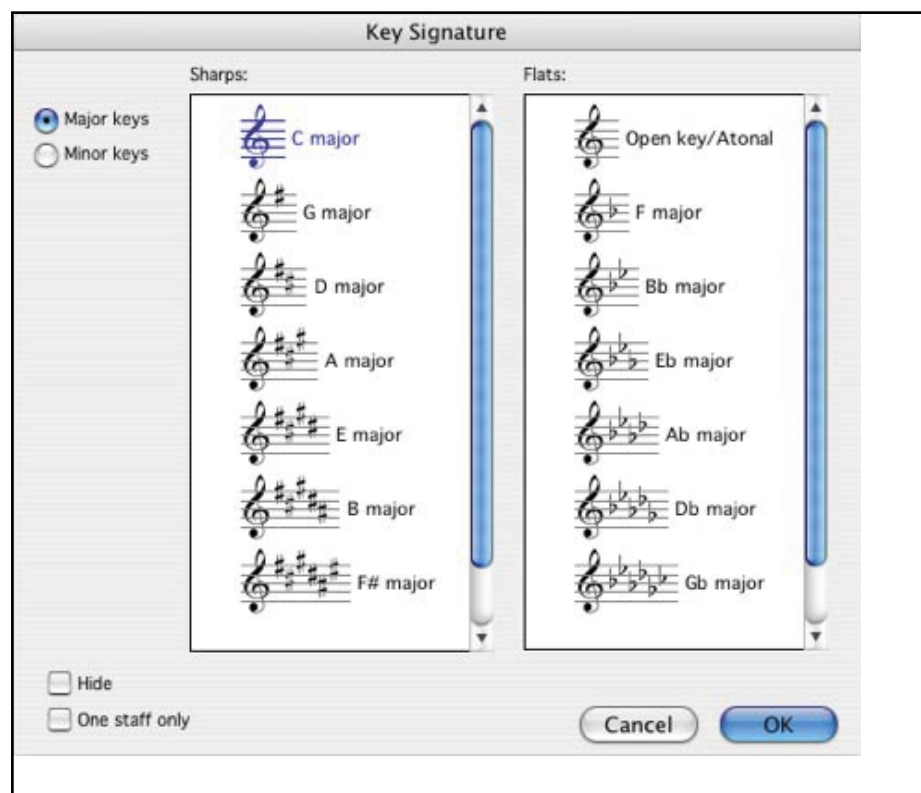 Key Signature
Sharps:
Flats:
Major keys
Minor keys
C major
G major
D major
A major
E major
B major
F# major
Open key/Atonal
F major
Bb major
Eb major
Ab major
Db major
Gb major
Hide
One staff only
Cancel
OK